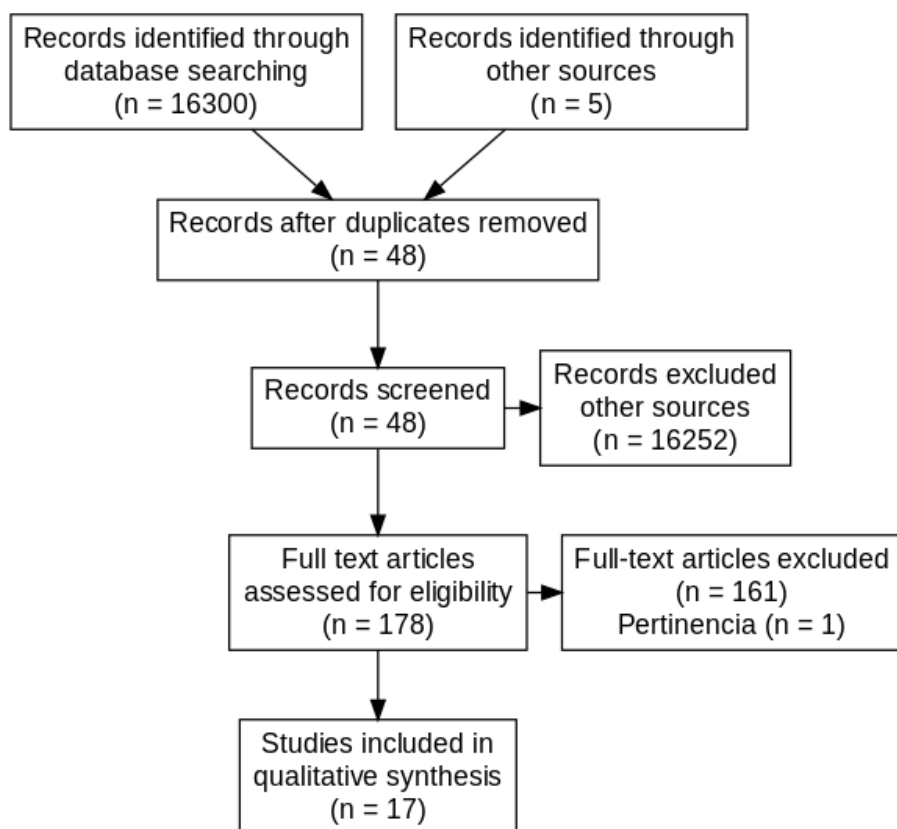 Records identified through
database searching
(n = 16300)
Records identified through
other sources
(n = 5)
Records after duplicates removed
(n = 48)
Records screened
(n = 48)
Records excluded
other sources
(n = 16252)
Full text articles
assessed for eligibility
(n = 178)
Full-text articles excluded
(n = 161)
Pertinencia (n = 1)
Studies included in
qualitative synthesis
(n = 17)